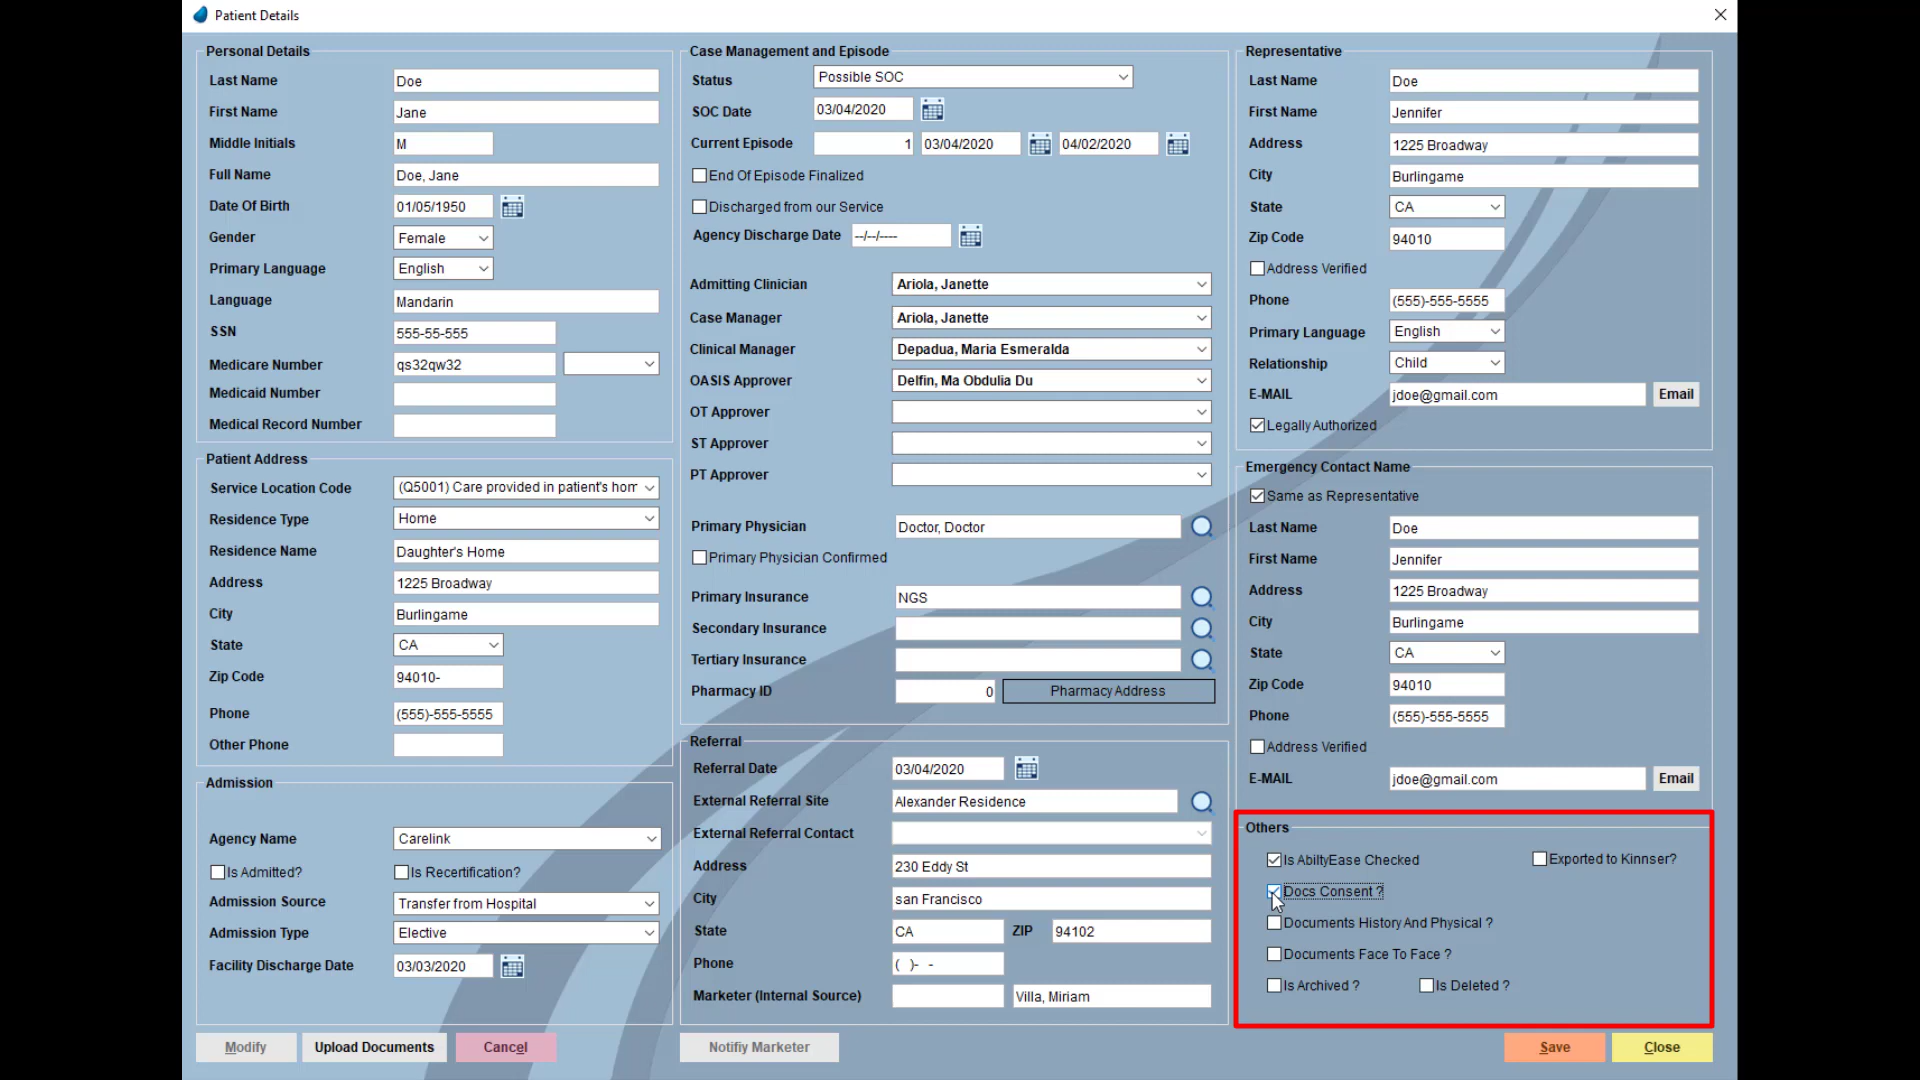 Patient Details
Personal Details
Last Name Doe
First Name Jane
Middle Initials M
Full Name Doe, Jane
Date Of Birth 01/05/1950
Gender Female
Primary Language English
Language Mandarin
SSN 555-55-555
Medicare Number qs32qw32
Medicaid Number
Medical Record Number
Patient Address
Service Location Code (Q5001) Care provided in patient's hom
Residence Type Home
Residence Name Daughter's Home
Address 1225 Broadway
City Burlingame
State CA
Zip Code 94010-
Phone (555)-555-5555
Other Phone
Admission
Agency Name Carelink
Is Admitted? Is Recertification?
Admission Source Transfer from Hospital
Admission Type Elective
Facility Discharge Date 03/03/2020
Modify Upload Documents Cancel
Case Management and Episode
Status Possible SOC
SOC Date 03/04/2020
Current Episode 1 03/04/2020 04/02/2020
End Of Episode Finalized
Discharged from our Service
Agency Discharge Date --/--/----
Admitting Clinician Ariola, Janette
Case Manager Ariola, Janette
Clinical Manager Depadua, Maria Esmeralda
OASIS Approver Delfin, Ma Obdulia Du
OT Approver
ST Approver
PT Approver
Primary Physician Doctor, Doctor
Primary Physician Confirmed
Primary Insurance NGS
Secondary Insurance
Tertiary Insurance
Pharmacy ID 0 Pharmacy Address
Referral
Referral Date 03/04/2020
External Referral Site Alexander Residence
External Referral Contact
Address 230 Eddy St
City san Francisco
State CA ZIP 94102
Phone ( )- -
Marketer (Internal Source) Villa, Miriam
Notifiy Marketer
Representative
Last Name Doe
First Name Jennifer
Address 1225 Broadway
City Burlingame
State CA
Zip Code 94010
Address Verified
Phone (555)-555-5555
Primary Language English
Relationship Child
E-MAIL jdoe@gmail.com Email
Legally Authorized
Emergency Contact Name
Same as Representative
Last Name Doe
First Name Jennifer
Address 1225 Broadway
City Burlingame
State CA
Zip Code 94010
Phone (555)-555-5555
Address Verified
E-MAIL jdoe@gmail.com Email
Others
Is AbiltyEase Checked Exported to Kinnser?
Docs Consent ?
Documents History And Physical ?
Documents Face To Face ?
Is Archived ? Is Deleted ?
Save Close